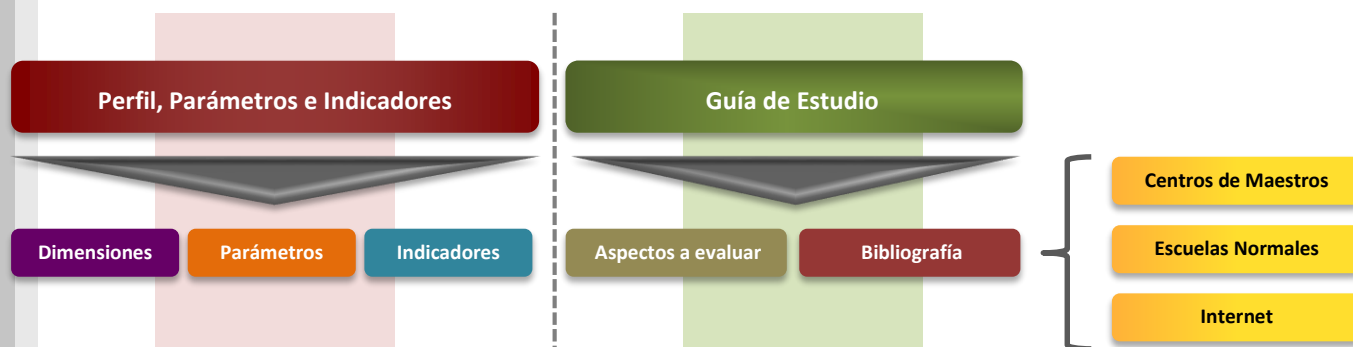 Perfil, Parámetros e Indicadores
Guía de Estudio
Dimensiones
Parámetros
Indicadores
Aspectos a evaluar
Bibliografía
Centros de Maestros
Escuelas Normales
Internet